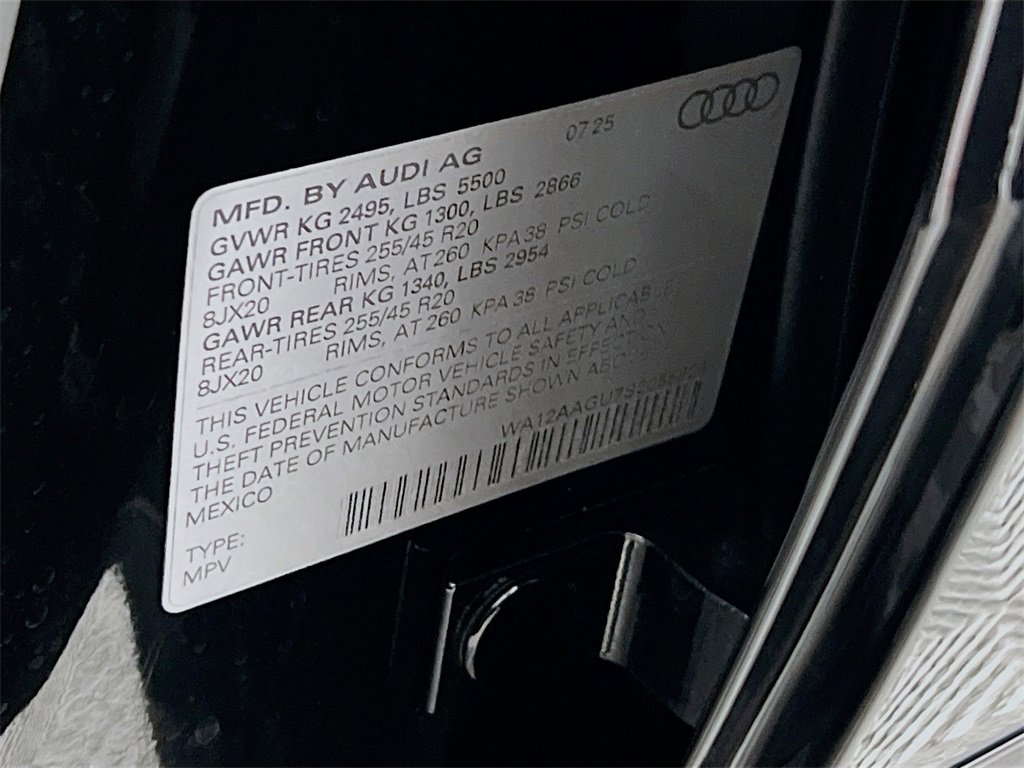 07 25
MFD. BY AUDI AG
GVWR KG 2495, LBS 5500
GAWR FRONT KG 1300, LBS 2866
FRONT-TIRES 255/45 R20
8JX20 RIMS, AT 260 KPA 38 PSI COLD
GAWR REAR KG 1340, LBS 2954
REAR-TIRES 255/45 R20
8JX20 RIMS, AT 260 KPA 38 PSI COLD
THIS VEHICLE CONFORMS TO ALL APPLICABLE
U.S. FEDERAL MOTOR VEHICLE SAFETY AND
THEFT PREVENTION STANDARDS IN EFFECT ON
THE DATE OF MANUFACTURE SHOWN ABOVE
MEXICO
TYPE:
MPV